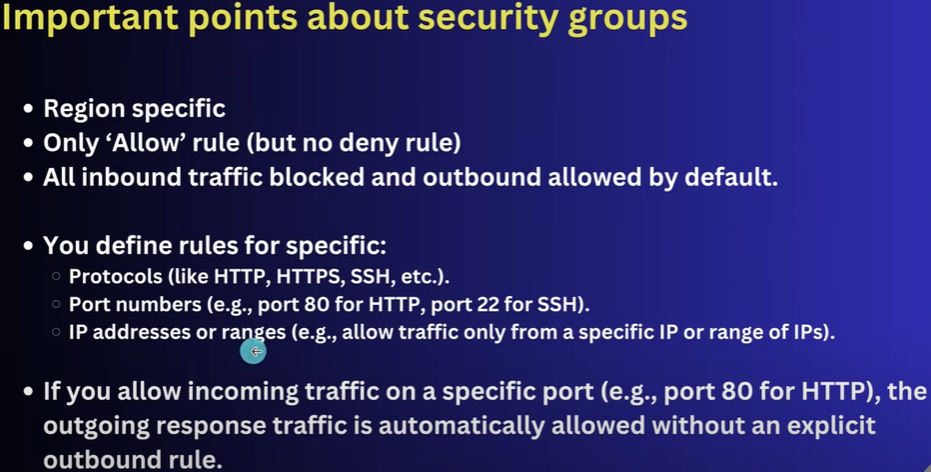 Important points about security groups
• Region specific
• Only ‘Allow’ rule (but no deny rule)
• All inbound traffic blocked and outbound allowed by default.
• You define rules for specific:
○ Protocols (like HTTP, HTTPS, SSH, etc.).
○ Port numbers (e.g., port 80 for HTTP, port 22 for SSH).
○ IP addresses or ranges (e.g., allow traffic only from a specific IP or range of IPs).
• If you allow incoming traffic on a specific port (e.g., port 80 for HTTP), the
outgoing response traffic is automatically allowed without an explicit
outbound rule.